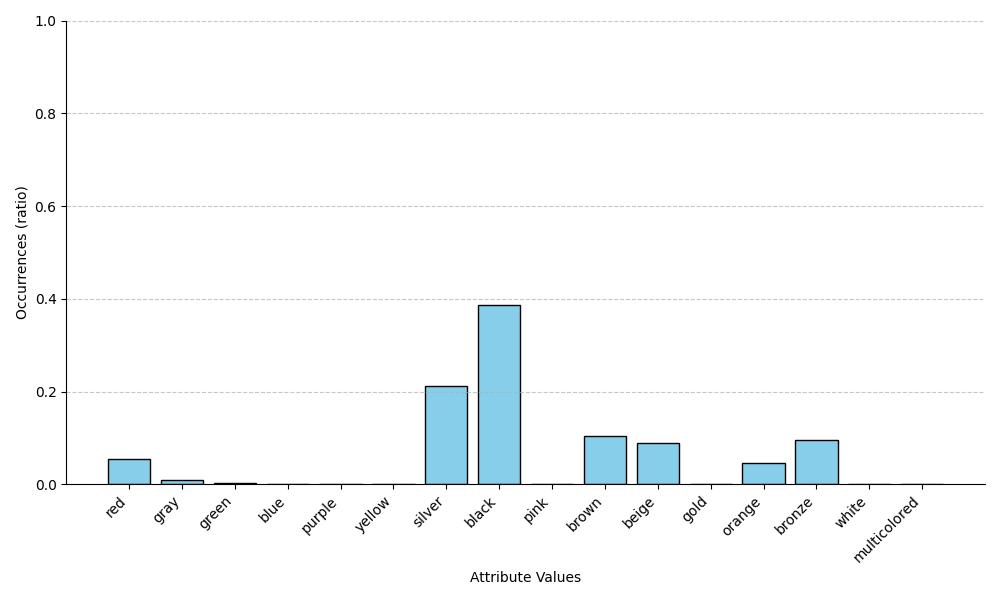 1.0
0.8
0.6
0.4
0.2
0.0
Occurrences (ratio)
red
gray
green
blue
purple
yellow
silver
black
pink
brown
beige
gold
orange
bronze
white
multicolored
Attribute Values